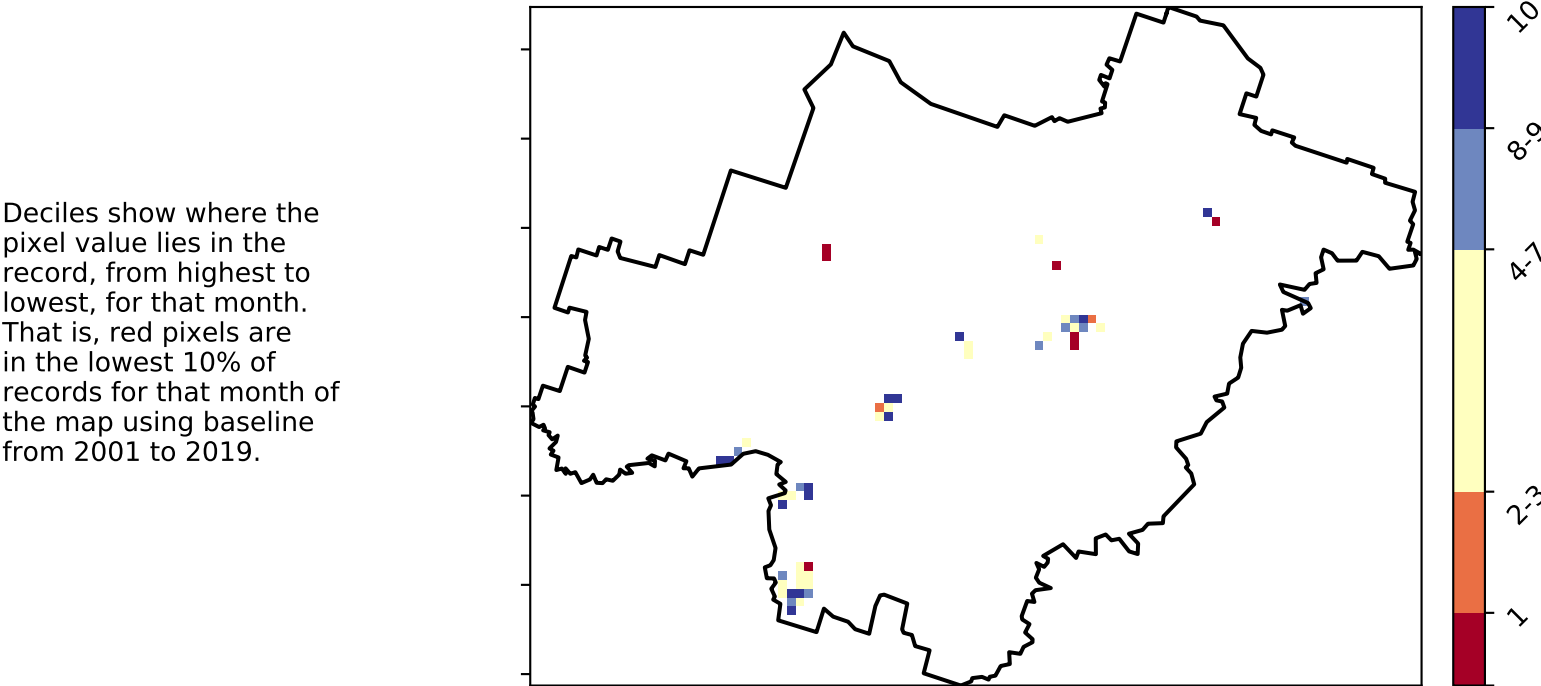 Deciles show where the
pixel value lies in the
record, from highest to
lowest, for that month.
That is, red pixels are
in the lowest 10% of
records for that month of
the map using baseline
from 2001 to 2019.
10
8-9
4-7
2-3
1